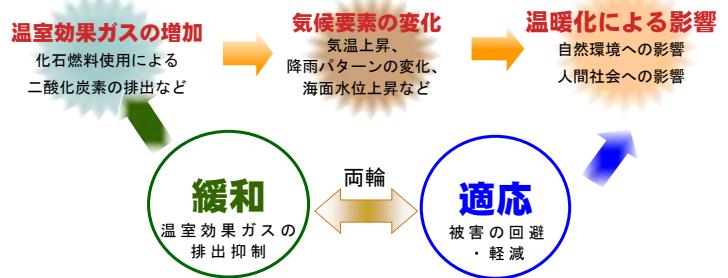 温室効果ガスの増加
化石燃料使用による
二酸化炭素の排出など
気候要素の変化
気温上昇、
降雨パターンの変化、
海面水位上昇など
温暖化による影響
自然環境への影響
人間社会への影響
緩和
温室効果ガスの
排出抑制
両輪
適応
被害の回避
・軽減